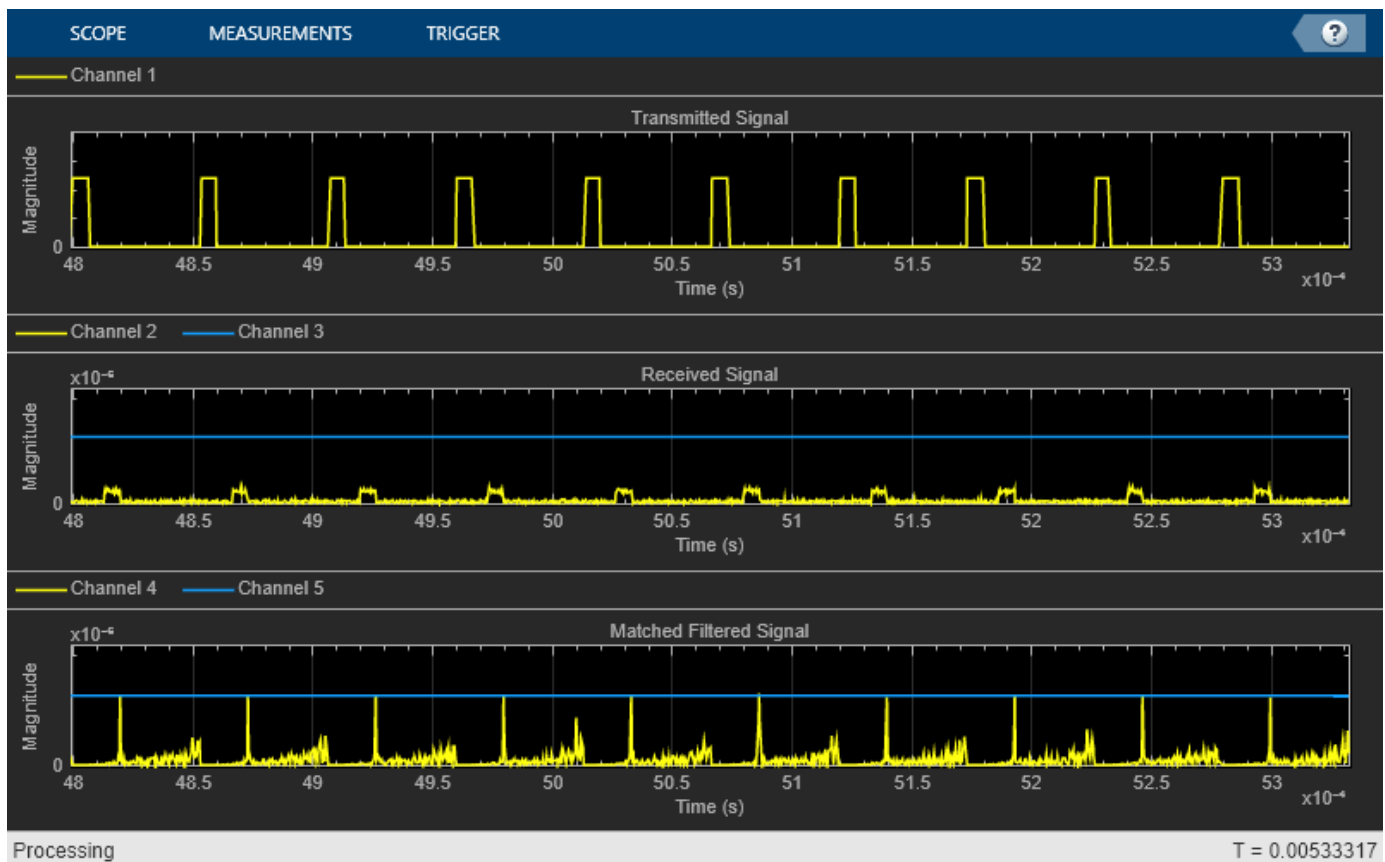 SCOPE MEASUREMENTS TRIGGER ?
Channel 1
Transmitted Signal
Magnitude
0
48 48.5 49 49.5 50 50.5 51 51.5 52 52.5 53
x10⁻⁴
Time (s)
Channel 2 Channel 3
x10⁻⁶
Received Signal
Magnitude
0
48 48.5 49 49.5 50 50.5 51 51.5 52 52.5 53
x10⁻⁴
Time (s)
Channel 4 Channel 5
x10⁻⁶
Matched Filtered Signal
Magnitude
0
48 48.5 49 49.5 50 50.5 51 51.5 52 52.5 53
x10⁻⁴
Time (s)
Processing T = 0.00533317